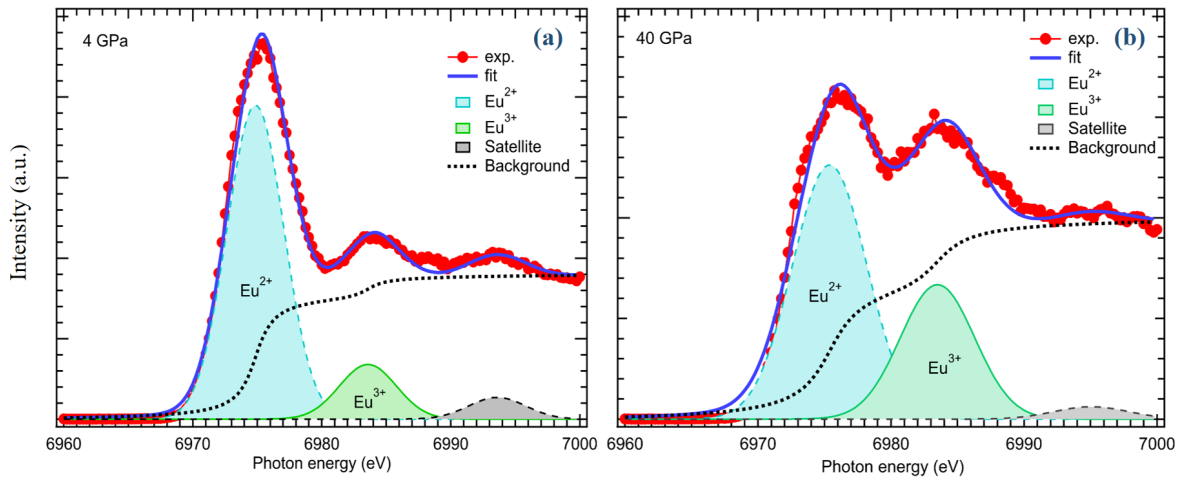 Intensity (a.u.)
4 GPa
(a)
exp.
fit
Eu2+
Eu3+
Satellite
Background
Eu2+
Eu3+
6960
6970
6980
6990
7000
Photon energy (eV)
40 GPa
(b)
exp.
fit
Eu2+
Eu3+
Satellite
Background
Eu2+
Eu3+
6960
6970
6980
6990
7000
Photon energy (eV)